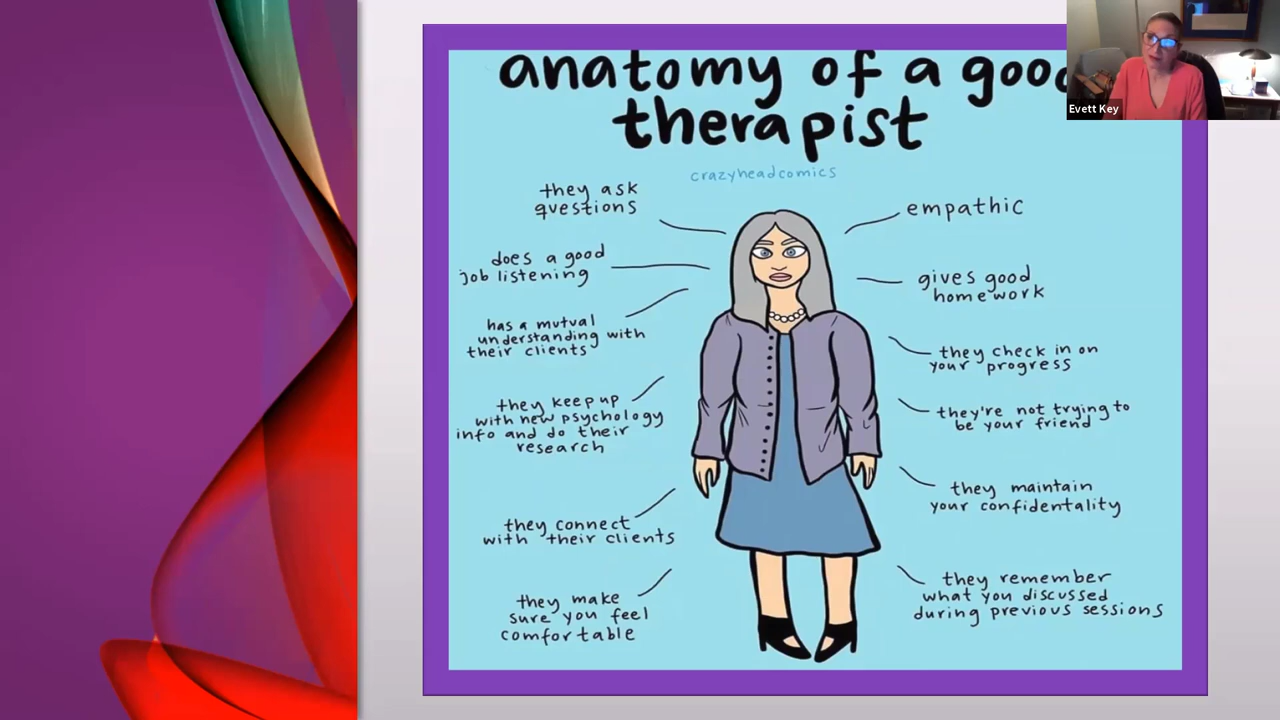 anatomy of a good
therapist
crazyheadcomics
they ask
questions
does a good
job listening
has a mutual
understanding with
their clients
they keep up
with new psychology
info and do their
research
they connect
with their clients
they make
sure you feel
comfortable
empathic
gives good
homework
they check in on
your progress
they're not trying to
be your friend
they maintain
your confidentality
they remember
what you discussed
during previous sessions
Evett Key